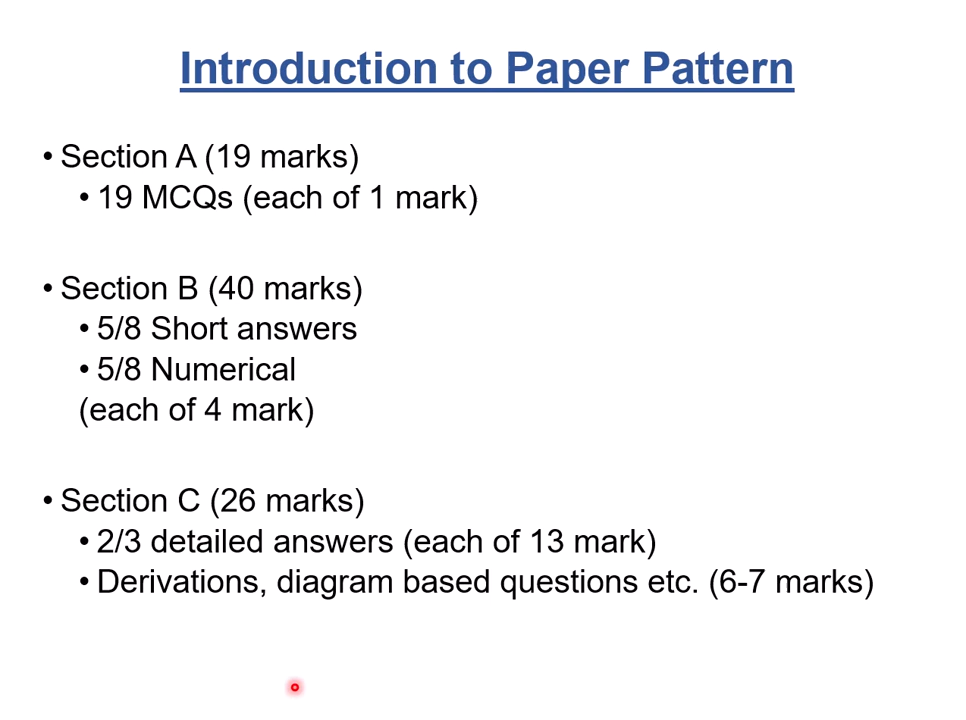 Introduction to Paper Pattern
• Section A (19 marks)
• 19 MCQs (each of 1 mark)
• Section B (40 marks)
• 5/8 Short answers
• 5/8 Numerical
(each of 4 mark)
• Section C (26 marks)
• 2/3 detailed answers (each of 13 mark)
• Derivations, diagram based questions etc. (6-7 marks)